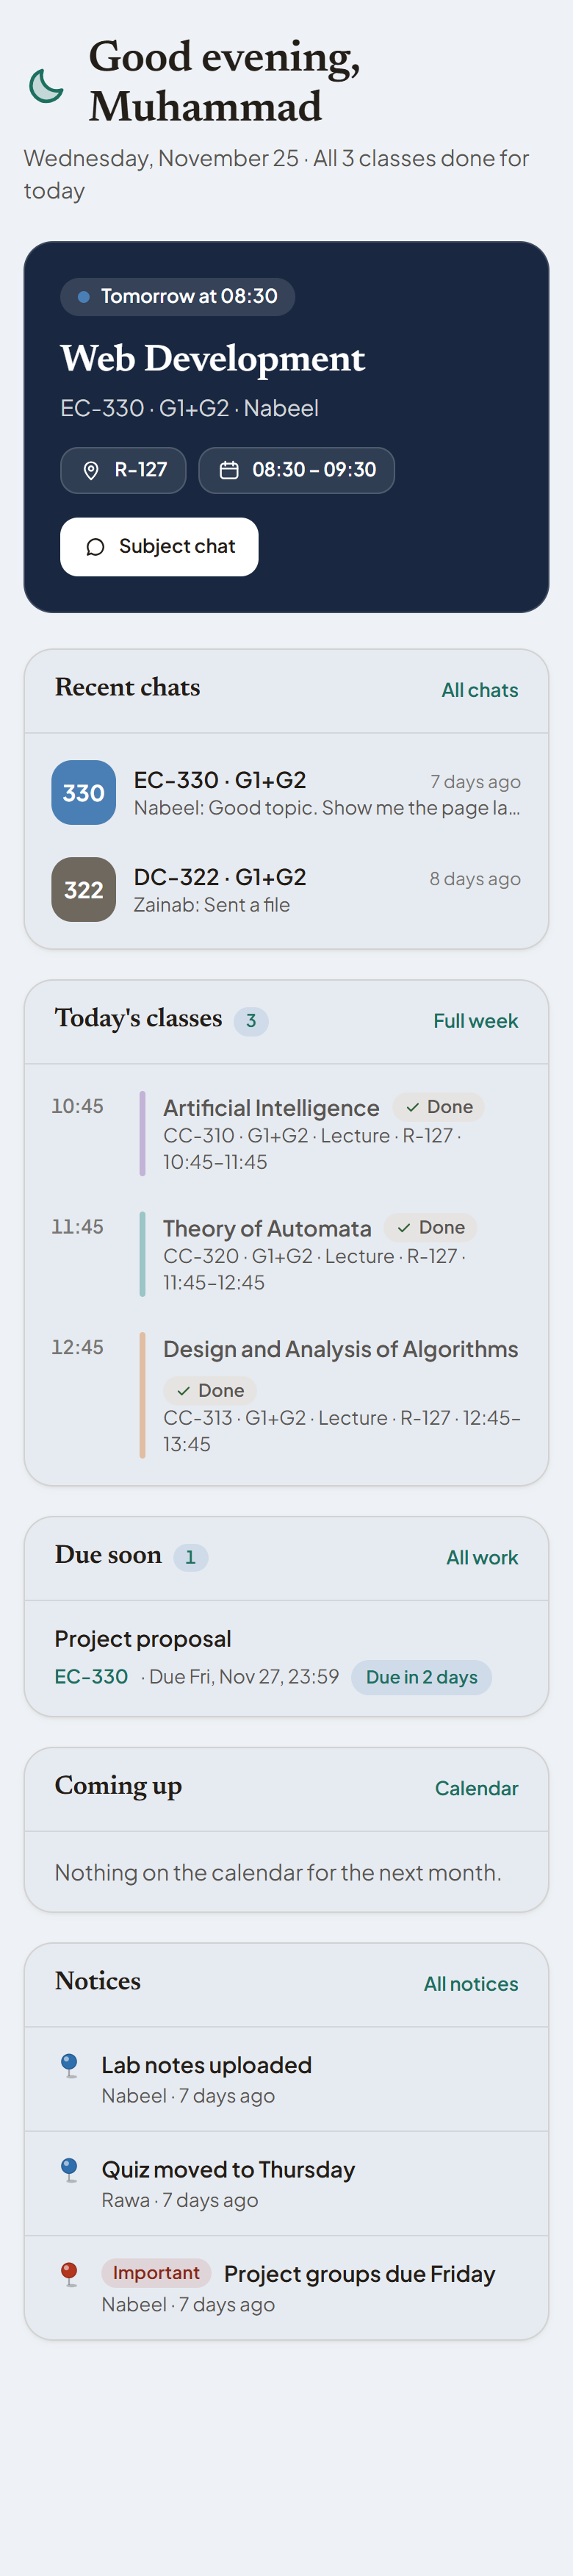 Good evening,
Muhammad
Wednesday, November 25 · All 3 classes done for
today
Tomorrow at 08:30
Web Development
EC-330 · G1+G2 · Nabeel
R-127
08:30 – 09:30
Subject chat
Recent chats
All chats
330
EC-330 · G1+G2
7 days ago
Nabeel: Good topic. Show me the page la...
322
DC-322 · G1+G2
8 days ago
Zainab: Sent a file
Today's classes 3
Full week
10:45
Artificial Intelligence
Done
CC-310 · G1+G2 · Lecture · R-127 ·
10:45–11:45
11:45
Theory of Automata
Done
CC-320 · G1+G2 · Lecture · R-127 ·
11:45–12:45
12:45
Design and Analysis of Algorithms
Done
CC-313 · G1+G2 · Lecture · R-127 · 12:45–
13:45
Due soon 1
All work
Project proposal
EC-330 · Due Fri, Nov 27, 23:59 Due in 2 days
Coming up
Calendar
Nothing on the calendar for the next month.
Notices
All notices
Lab notes uploaded
Nabeel · 7 days ago
Quiz moved to Thursday
Rawa · 7 days ago
Important Project groups due Friday
Nabeel · 7 days ago